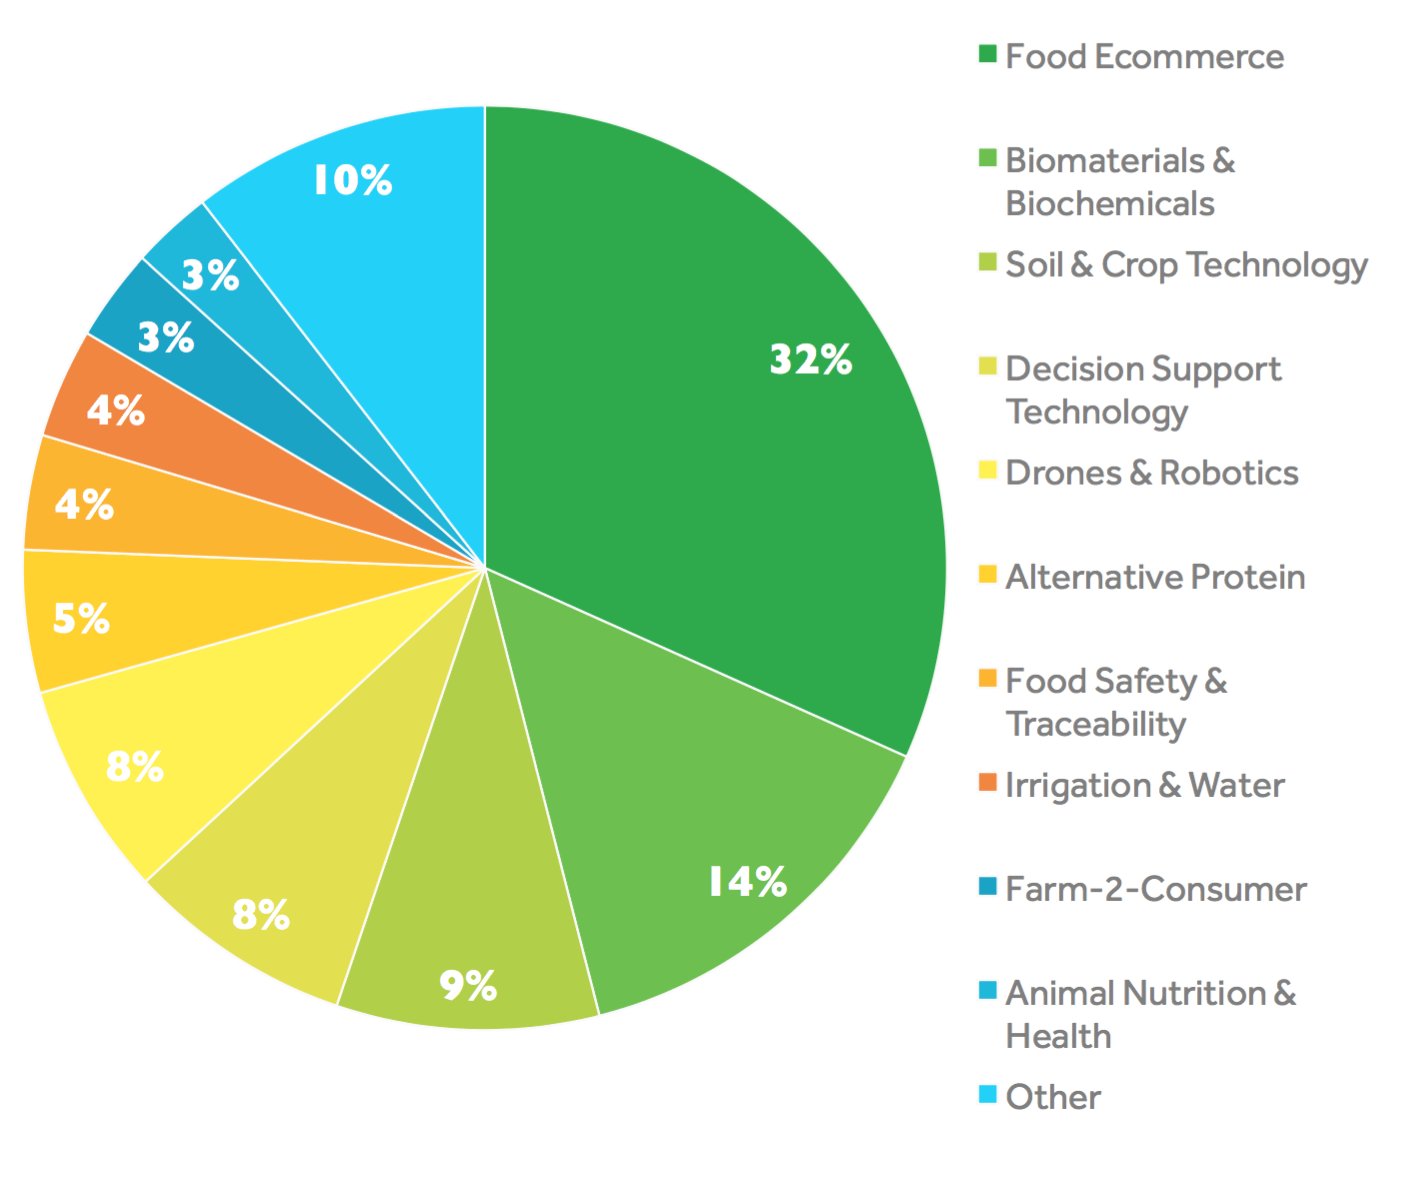 Food Ecommerce
Biomaterials &
Biochemicals
Soil & Crop Technology
Decision Support
Technology
Drones & Robotics
Alternative Protein
Food Safety &
Traceability
Irrigation & Water
Farm-2-Consumer
Animal Nutrition &
Health
Other
32%
14%
9%
8%
8%
5%
4%
4%
3%
3%
10%